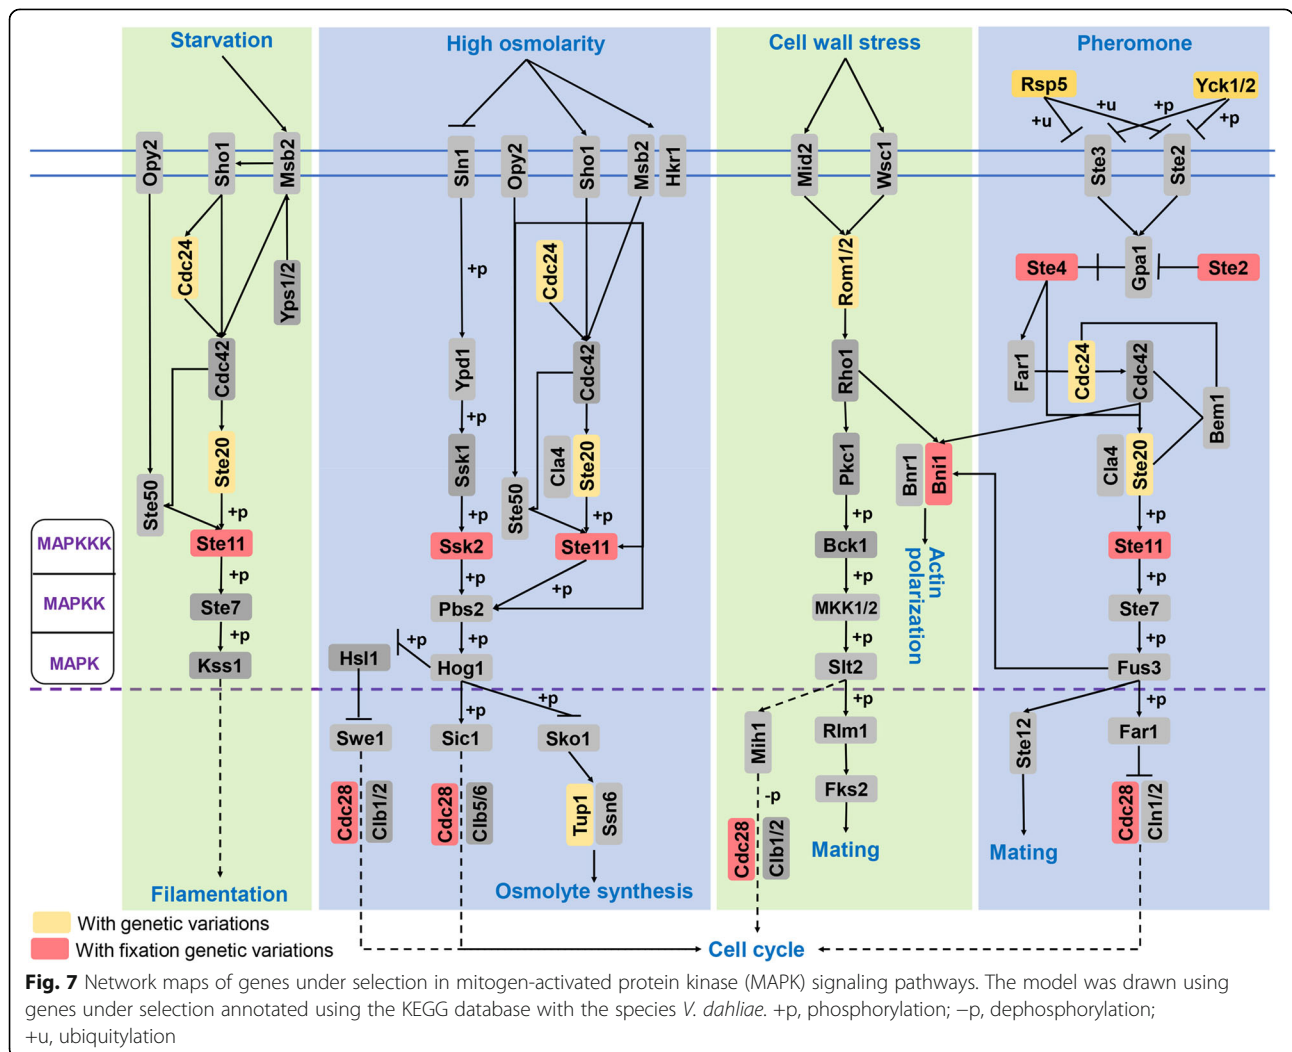 Starvation
High osmolarity
Cell wall stress
Pheromone
Rsp5
Yck1/2
+u
+p
+u
+p
Opy2
Sho1
Msb2
Sln1
Opy2
Sho1
Msb2
Hkr1
Mid2
Wsc1
Ste3
Ste2
Cdc24
Yps1/2
+p
Cdc24
Rom1/2
Ste4
Gpa1
Ste2
Cdc42
Ypd1
Cdc42
Rho1
Far1
Cdc24
Cdc42
Bem1
+p
Ste20
Ste50
Ssk1
Cla4
Ste20
Ste50
Pkc1
Bnr1
Bni1
Cla4
Ste20
+p
+p
+p
+p
+p
MAPKKK
Ste11
Ssk2
Ste11
Bck1
Actin
polarization
Ste11
+p
+p
+p
+p
+p
MAPKK
Ste7
Pbs2
MKK1/2
Ste7
+p
+p
+p
+p
+p
MAPK
Kss1
Hsl1
Hog1
Slt2
Fus3
+p
+p
+p
+p
Swe1
Sic1
Sko1
Mih1
Rlm1
Ste12
Far1
Cdc28
Clb1/2
Cdc28
Clb5/6
Tup1
Ssn6
-p
Fks2
Cdc28
Cln1/2
Cdc28
Clb1/2
Mating
Mating
Filamentation
Osmolyte synthesis
With genetic variations
With fixation genetic variations
Cell cycle
Fig. 7 Network maps of genes under selection in mitogen-activated protein kinase (MAPK) signaling pathways. The model was drawn using
genes under selection annotated using the KEGG database with the species V. dahliae. +p, phosphorylation; −p, dephosphorylation;
+u, ubiquitylation